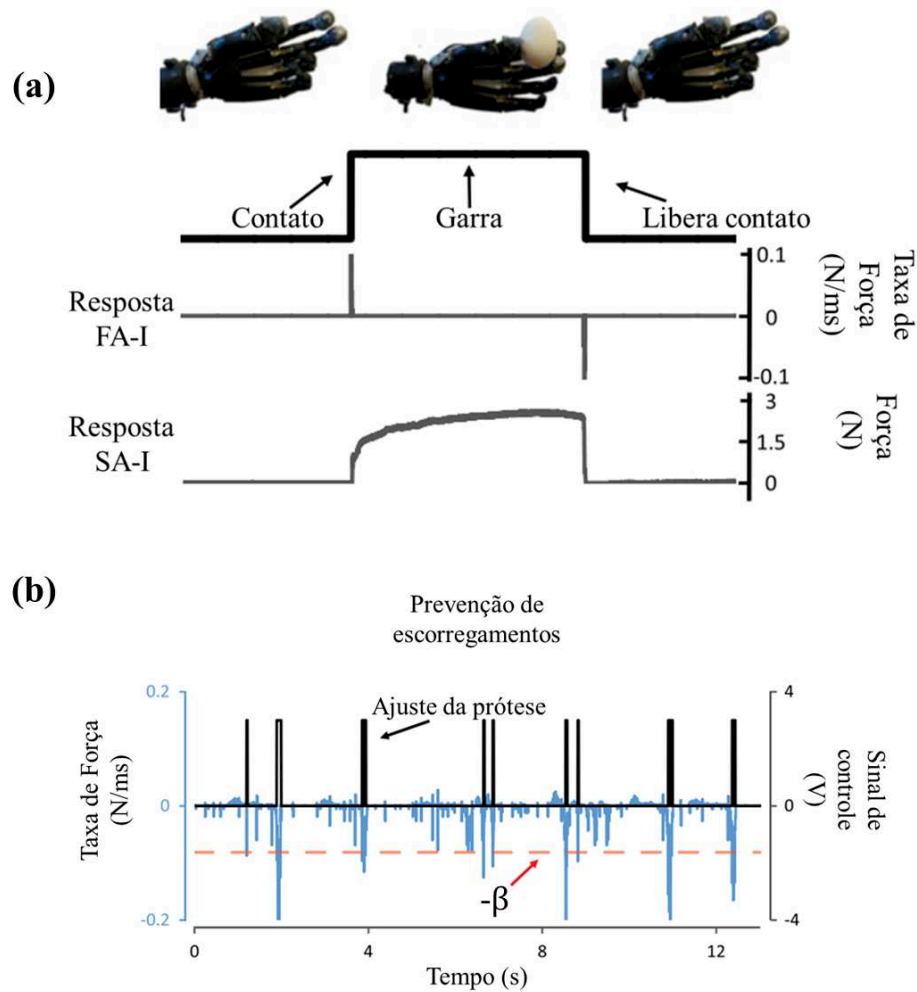 (a)
Contato
Garra
Libera contato
Resposta
FA-I
0.1
0
-0.1
Taxa de
Força
(N/ms)
Resposta
SA-I
3
1.5
0
Força
(N)
(b)
Prevenção de
escorregamentos
Ajuste da prótese
Taxa de Força
(N/ms)
0.2
0
-0.2
4
0
-4
Sinal de
controle
(V)
-β
0
4
8
12
Tempo (s)